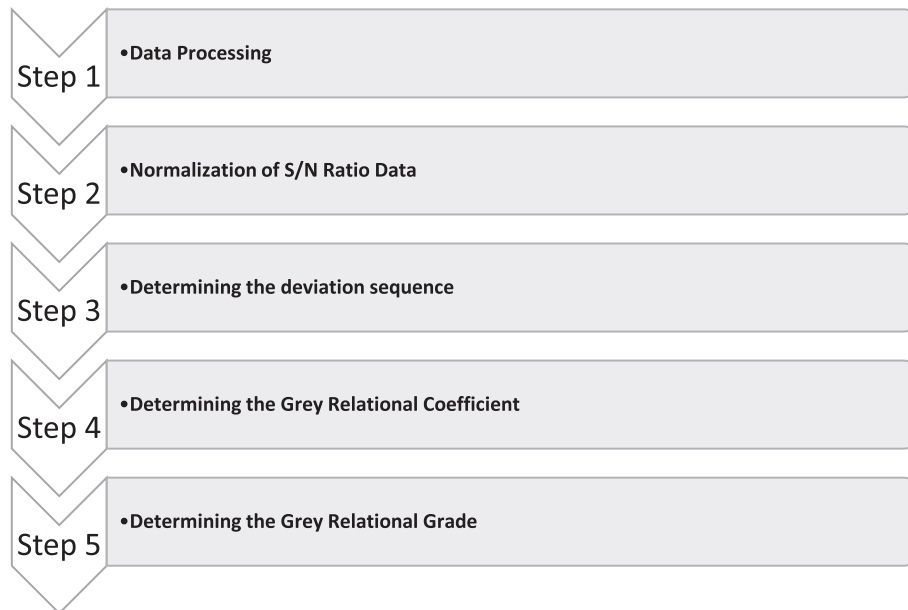 Step 1
•Data Processing
Step 2
•Normalization of S/N Ratio Data
Step 3
•Determining the deviation sequence
Step 4
•Determining the Grey Relational Coefficient
Step 5
•Determining the Grey Relational Grade